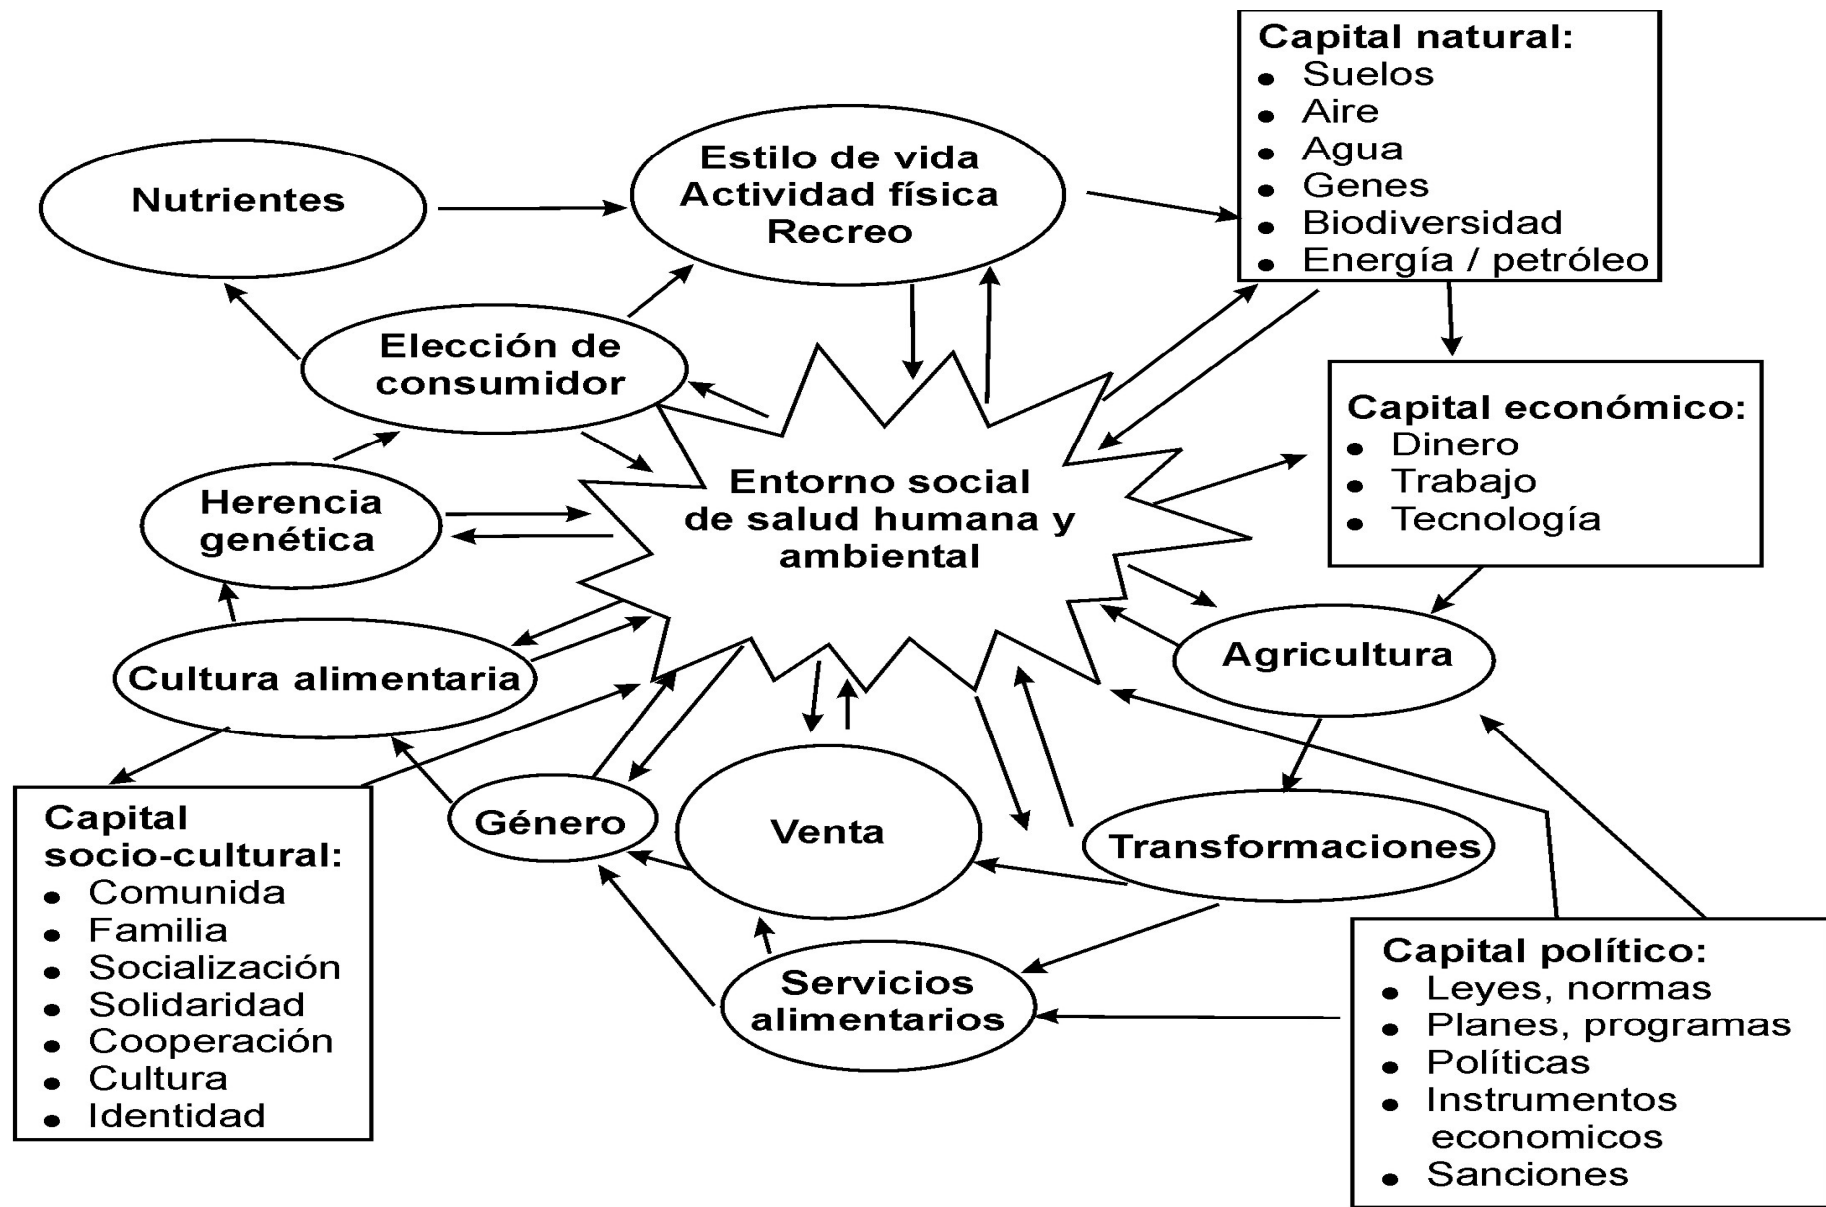 Capital natural:
• Suelos
• Aire
• Agua
• Genes
• Biodiversidad
• Energía / petróleo
Estilo de vida
Actividad física
Recreo
Nutrientes
Elección de
consumidor
Capital económico:
• Dinero
• Trabajo
• Tecnología
Entorno social
de salud humana y
ambiental
Herencia
genética
Agricultura
Cultura alimentaria
Género
Venta
Transformaciones
Capital
socio-cultural:
• Comunida
• Familia
• Socialización
• Solidaridad
• Cooperación
• Cultura
• Identidad
Servicios
alimentarios
Capital político:
• Leyes, normas
• Planes, programas
• Políticas
• Instrumentos
economicos
• Sanciones